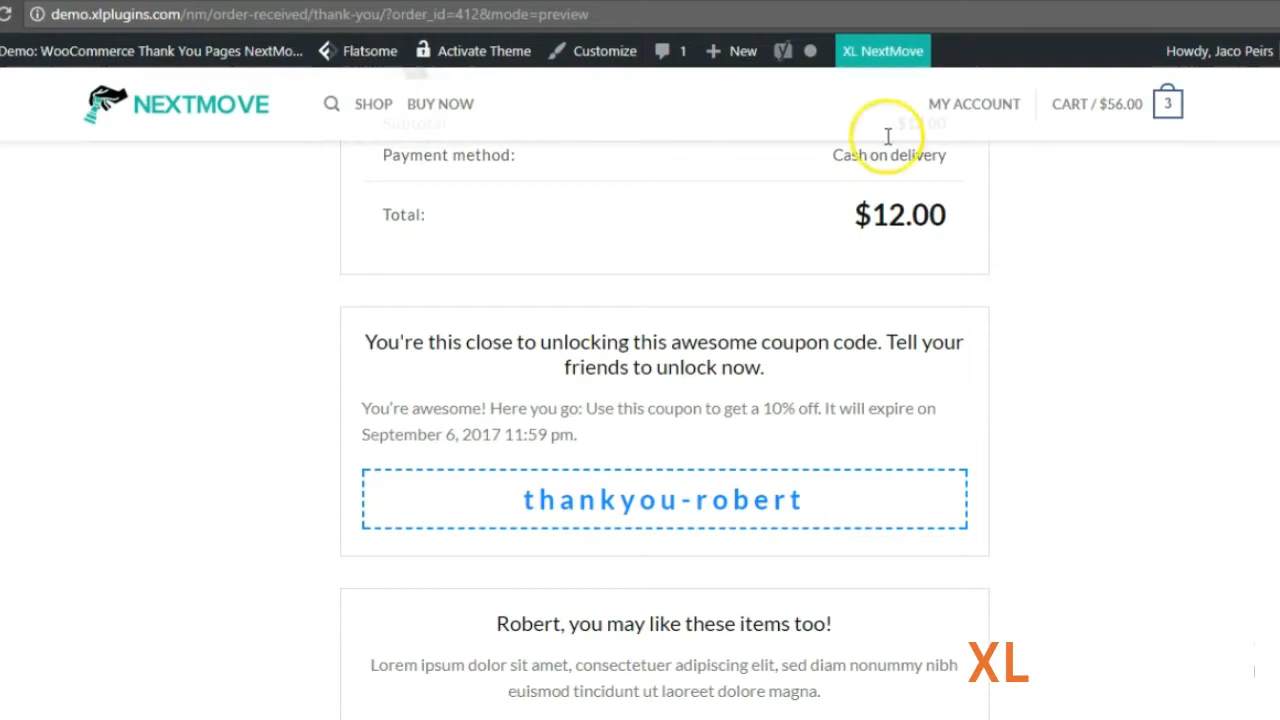 demo.xlplugins.com/nm/order-received/thank-you/?order_id=412&mode=preview
Demo: WooCommerce Thank You Pages NextMo... Flatsome Activate Theme Customize 1 New XL NextMove Howdy, Jaco Peirs
NEXTMOVE SHOP BUY NOW MY ACCOUNT CART / $56.00 3
Subtotal: $12.00
Payment method: Cash on delivery
Total: $12.00
You're this close to unlocking this awesome coupon code. Tell your
friends to unlock now.
You're awesome! Here you go: Use this coupon to get a 10% off. It will expire on
September 6, 2017 11:59 pm.
thankyou-robert
Robert, you may like these items too!
Lorem ipsum dolor sit amet, consectetuer adipiscing elit, sed diam nonummy nibh
euismod tincidunt ut laoreet dolore magna.
XL